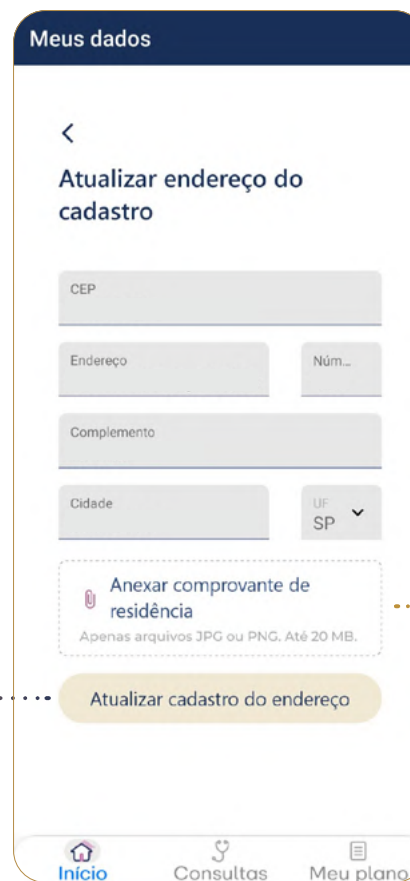 Meus dados
Atualizar endereço do
cadastro
CEP
Endereço
Núm...
Complemento
Cidade
UF
SP
Anexar comprovante de
residência
Apenas arquivos JPG ou PNG. Até 20 MB.
Atualizar cadastro do endereço
Início
Consultas
Meu plano